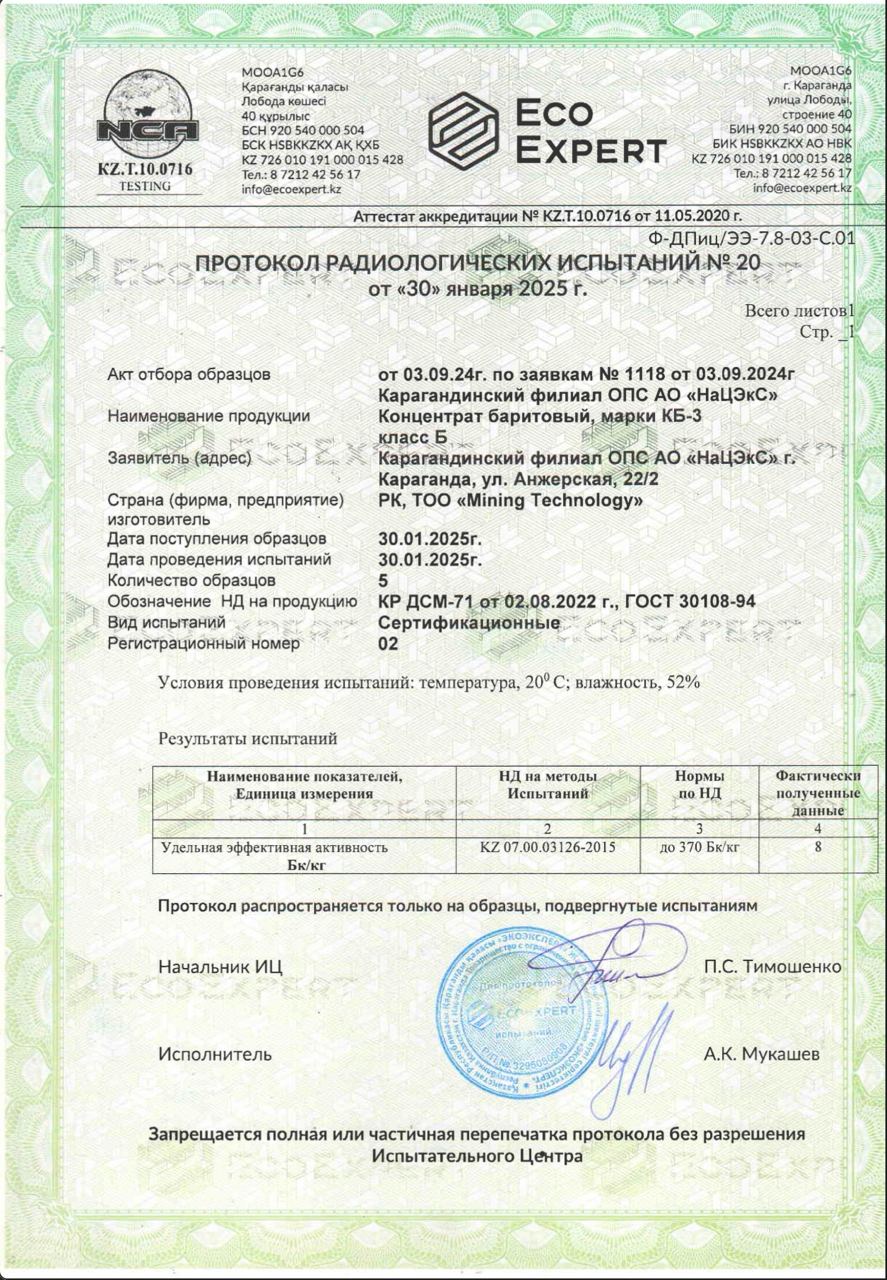 NCA
KZ.T.10.0716
TESTING
MOOA1G6
Қарағанды қаласы
Лобода көшесі
40 құрылыс
БСН 920 540 000 504
БСК HSBKKZKX АҚ ҚХБ
KZ 726 010 191 000 015 428
Тел.: 8 7212 42 56 17
info@ecoexpert.kz
ECO
EXPERT
MOOA1G6
г. Караганда
улица Лободы,
строение 40
БИН 920 540 000 504
БИК HSBKKZKX АО НБК
KZ 726 010 191 000 015 428
Тел.: 8 7212 42 56 17
info@ecoexpert.kz
Аттестат аккредитации № KZ.T.10.0716 от 11.05.2020 г.
Ф-ДПиц/ЭЭ-7.8-03-С.01
ПРОТОКОЛ РАДИОЛОГИЧЕСКИХ ИСПЫТАНИЙ № 20
от «30» января 2025 г.
Всего листов1
Стр. _1
Акт отбора образцов от 03.09.24г. по заявкам № 1118 от 03.09.2024г
Карагандинский филиал ОПС АО «НаЦЭкС»
Наименование продукции Концентрат баритовый, марки КБ-3
класс Б
Заявитель (адрес) Карагандинский филиал ОПС АО «НаЦЭкС» г.
Караганда, ул. Анжерская, 22/2
Страна (фирма, предприятие) РК, ТОО «Mining Technology»
изготовитель
Дата поступления образцов 30.01.2025г.
Дата проведения испытаний 30.01.2025г.
Количество образцов 5
Обозначение НД на продукцию КР ДСМ-71 от 02.08.2022 г., ГОСТ 30108-94
Вид испытаний Сертификационные
Регистрационный номер 02
Условия проведения испытаний: температура, 20⁰ С; влажность, 52%
Результаты испытаний
Наименование показателей, НД на методы Нормы Фактически
Единица измерения Испытаний по НД полученные
данные
1 2 3 4
Удельная эффективная активность KZ 07.00.03126-2015 до 370 Бк/кг 8
Бк/кг
Протокол распространяется только на образцы, подвергнутые испытаниям
Начальник ИЦ П.С. Тимошенко
Для протоколов
ECOEXPERT
испытаний
Исполнитель А.К. Мукашев
Запрещается полная или частичная перепечатка протокола без разрешения
Испытательного Центра